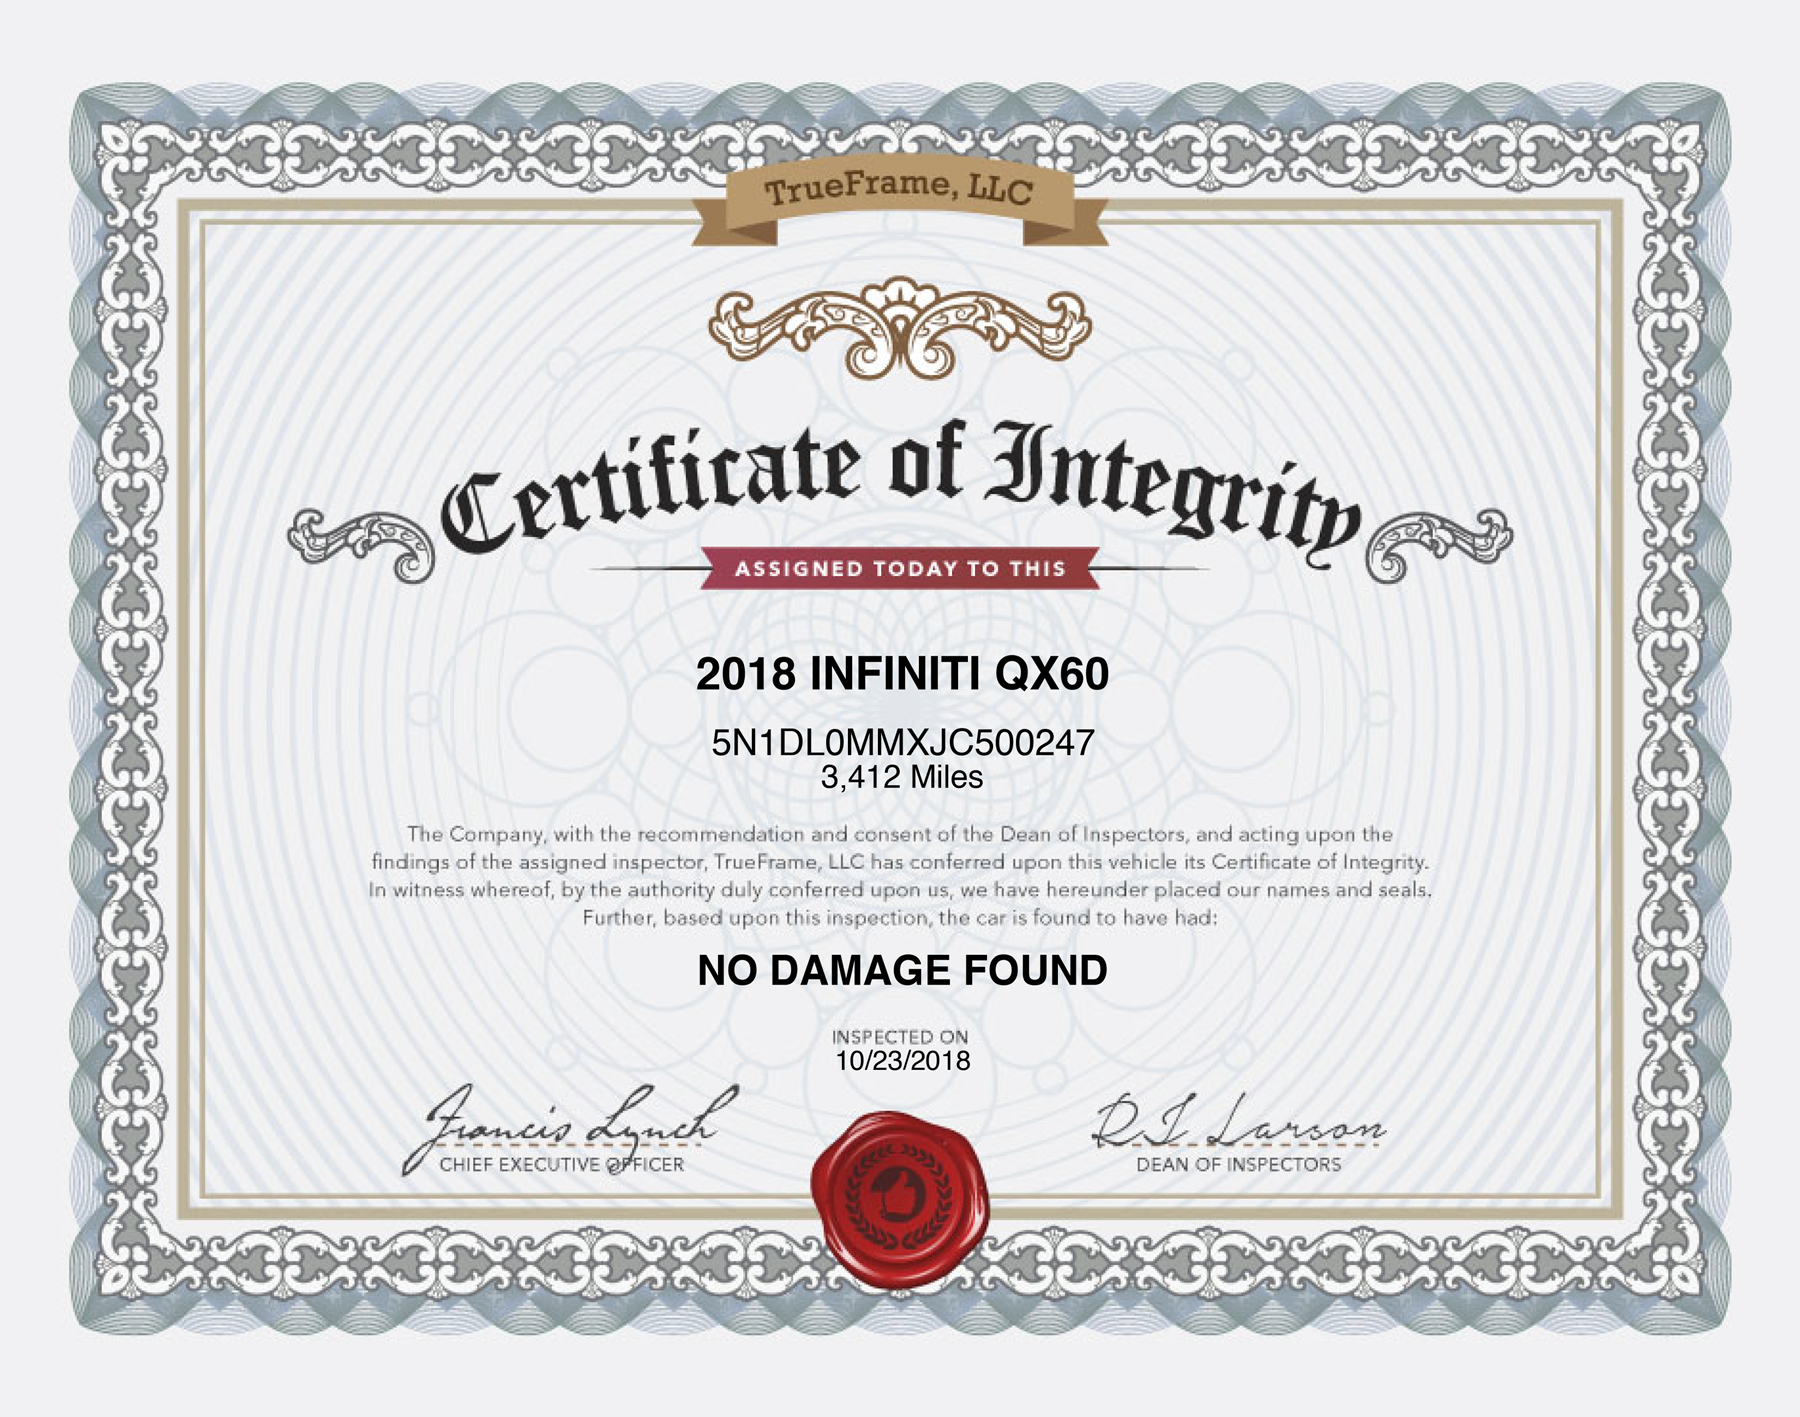 TrueFrame, LLC
Certificate of Integrity
ASSIGNED TODAY TO THIS
2018 INFINITI QX60
5N1DL0MMXJC500247
3,412 Miles
The Company, with the recommendation and consent of the Dean of Inspectors, and acting upon the
findings of the assigned inspector, TrueFrame, LLC has conferred upon this vehicle its Certificate of Integrity.
In witness whereof, by the authority duly conferred upon us, we have hereunder placed our names and seals.
Further, based upon this inspection, the car is found to have had:
NO DAMAGE FOUND
INSPECTED ON
10/23/2018
Francis Lynch
CHIEF EXECUTIVE OFFICER
RJ Larson
DEAN OF INSPECTORS